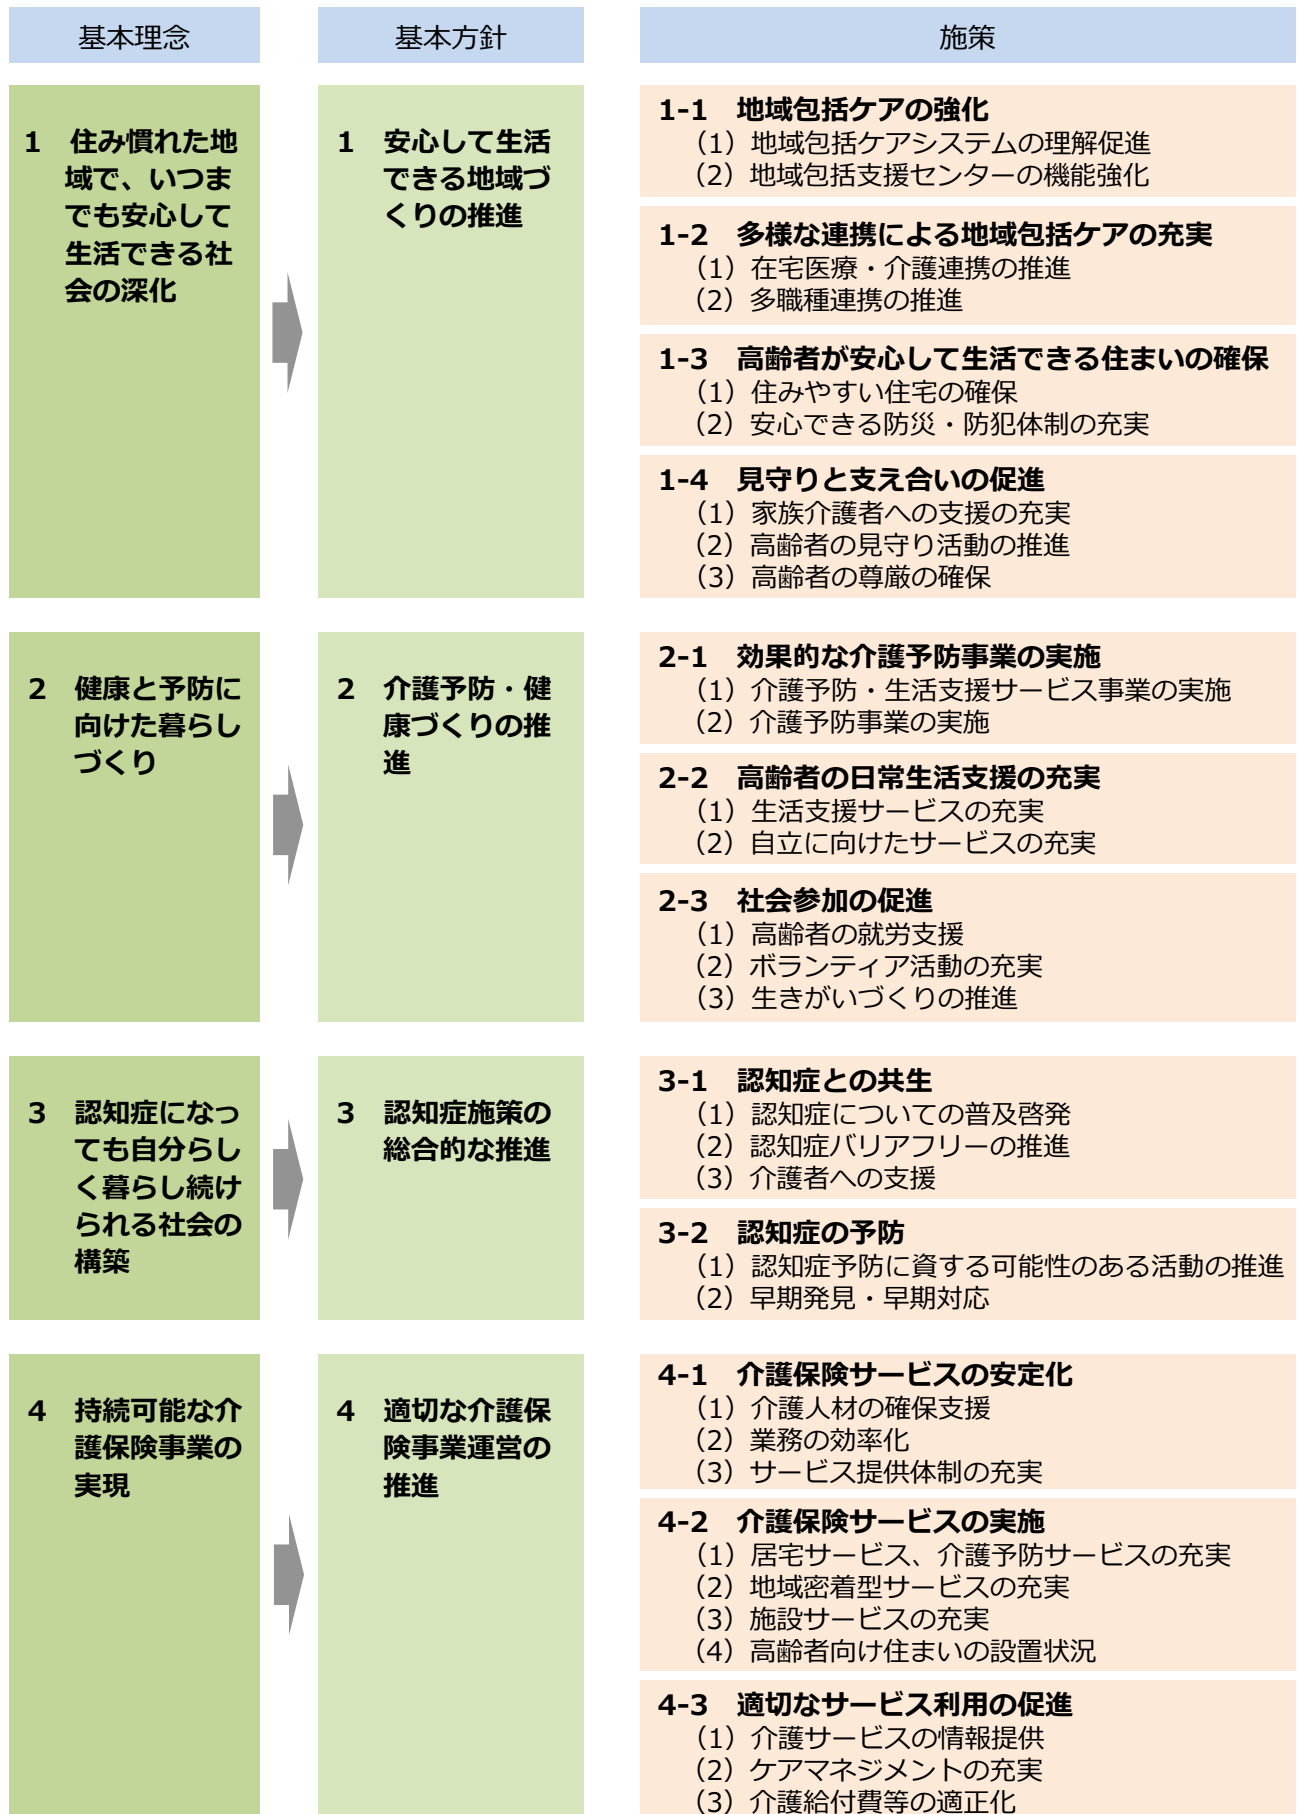 基本理念
基本方針
施策
1 住み慣れた地
域で、いつま
でも安心して
生活できる社
会の深化
1 安心して生活
できる地域づ
くりの推進
1-1 地域包括ケアの強化
（1）地域包括ケアシステムの理解促進
（2）地域包括支援センターの機能強化
1-2 多様な連携による地域包括ケアの充実
（1）在宅医療・介護連携の推進
（2）多職種連携の推進
1-3 高齢者が安心して生活できる住まいの確保
（1）住みやすい住宅の確保
（2）安心できる防災・防犯体制の充実
1-4 見守りと支え合いの促進
（1）家族介護者への支援の充実
（2）高齢者の見守り活動の推進
（3）高齢者の尊厳の確保
2 健康と予防に
向けた暮らし
づくり
2 介護予防・健
康づくりの推
進
2-1 効果的な介護予防事業の実施
（1）介護予防・生活支援サービス事業の実施
（2）介護予防事業の実施
2-2 高齢者の日常生活支援の充実
（1）生活支援サービスの充実
（2）自立に向けたサービスの充実
2-3 社会参加の促進
（1）高齢者の就労支援
（2）ボランティア活動の充実
（3）生きがいづくりの推進
3 認知症になっ
ても自分らし
く暮らし続け
られる社会の
構築
3 認知症施策の
総合的な推進
3-1 認知症との共生
（1）認知症についての普及啓発
（2）認知症バリアフリーの推進
（3）介護者への支援
3-2 認知症の予防
（1）認知症予防に資する可能性のある活動の推進
（2）早期発見・早期対応
4 持続可能な介
護保険事業の
実現
4 適切な介護保
険事業運営の
推進
4-1 介護保険サービスの安定化
（1）介護人材の確保支援
（2）業務の効率化
（3）サービス提供体制の充実
4-2 介護保険サービスの実施
（1）居宅サービス、介護予防サービスの充実
（2）地域密着型サービスの充実
（3）施設サービスの充実
（4）高齢者向け住まいの設置状況
4-3 適切なサービス利用の促進
（1）介護サービスの情報提供
（2）ケアマネジメントの充実
（3）介護給付費等の適正化